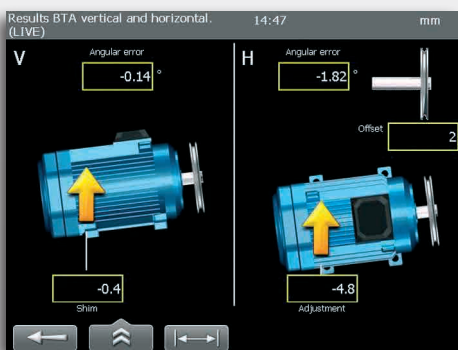 Results BTA vertical and horizontal.
(LIVE)
14:47
mm
V
Angular error
-0.14 °
-0.4
Shim
H
Angular error
-1.82 °
Offset
2
-4.8
Adjustment